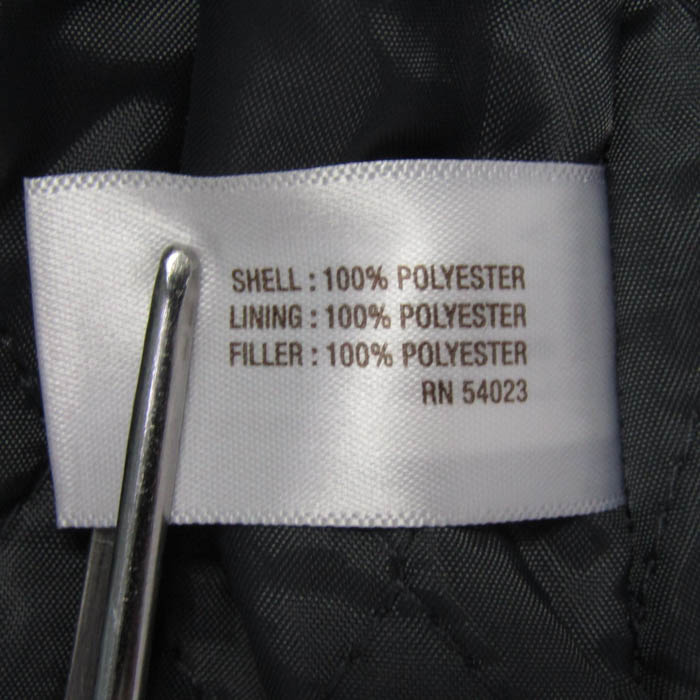 SHELL : 100% POLYESTER
LINING : 100% POLYESTER
FILLER : 100% POLYESTER
RN 54023